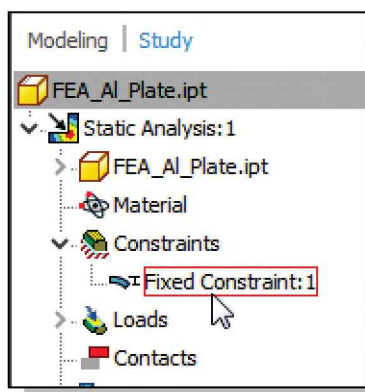 Modeling | Study
FEA_Al_Plate.ipt
Static Analysis:1
FEA_Al_Plate.ipt
Material
Constraints
Fixed Constraint:1
Loads
Contacts